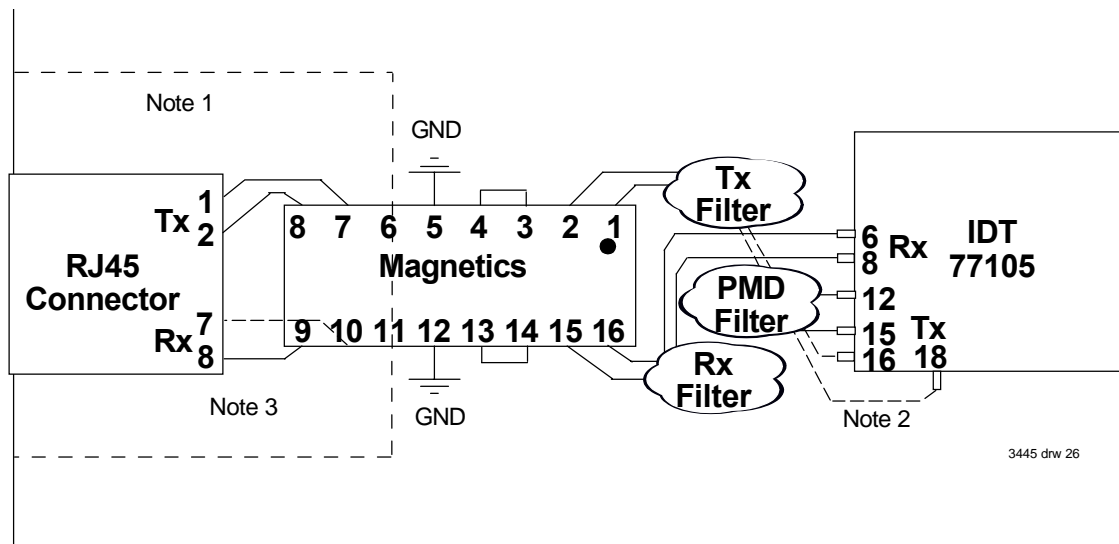 Note 1
GND
Tx
Filter
1
Tx
2
8 7 6 5 4 3 2 1
6
Rx
8
IDT
77105
RJ45
Connector
Magnetics
PMD
Filter
12
7
Rx
8
9 10 11 12 13 14 15 16
15
Tx
16
18
Rx
Filter
Note 3
GND
Note 2
3445 drw 26